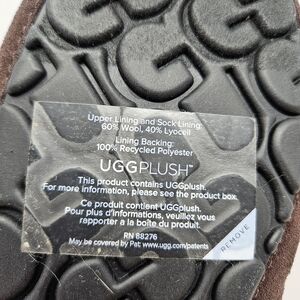 Upper Lining and Sock Lining:
60% Wool, 40% Lyocell
Lining Backing:
100% Recycled Polyester
UGGPLUSH™
This product contains UGGplush.
For more information, please see the product box.
Ce produit contient UGGplush.
Pour plus d'informations, veuillez vous
rapporter a la boite du produit.
RN 88276
May be covered by Pat www.ugg.com/patents
REMOVE